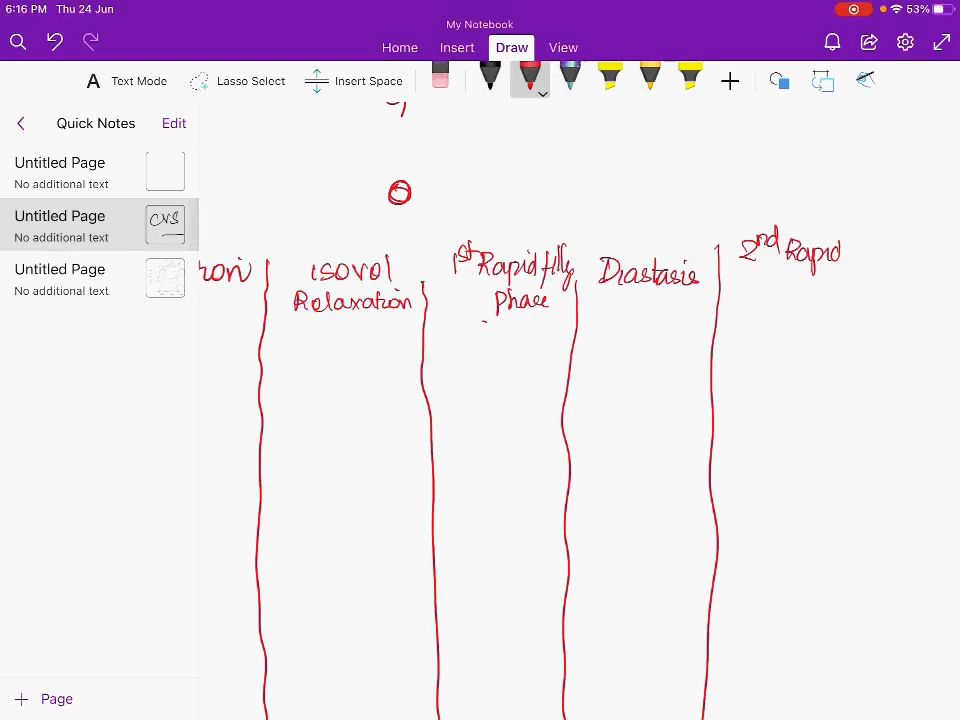 6:16 PM Thu 24 Jun
53%
My Notebook
Home Insert Draw View
Text Mode Lasso Select Insert Space
Quick Notes Edit
Untitled Page
No additional text
Untitled Page
No additional text
CNS
Untitled Page
No additional text
1st Rapid filly Phase
2nd Rapid
isovol
Relaxation
Diastasis
Page